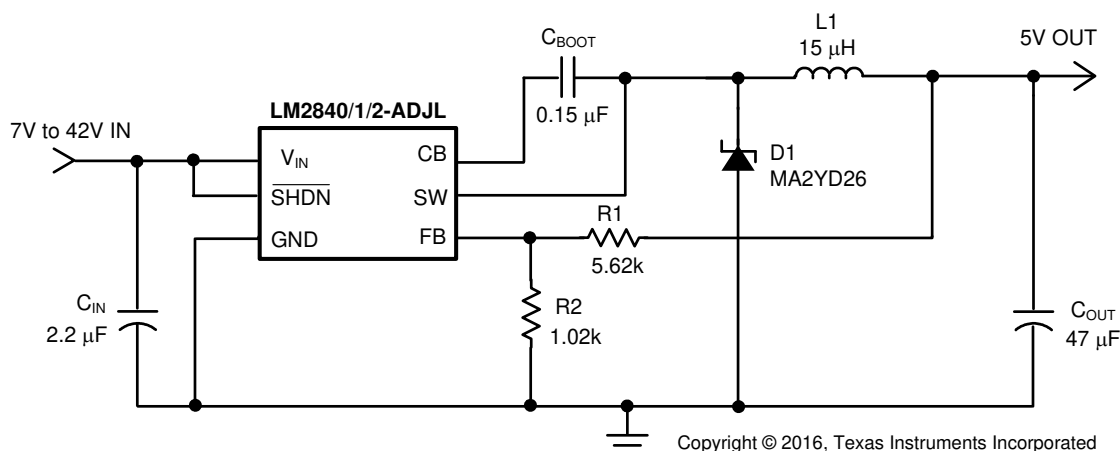 L1
15 μH
5V OUT
C_BOOT
0.15 μF
LM2840/1/2-ADJL
7V to 42V IN
V_IN
CB
SHDN
SW
GND
FB
D1
MA2YD26
R1
5.62k
R2
1.02k
C_IN
2.2 μF
C_OUT
47 μF
Copyright © 2016, Texas Instruments Incorporated